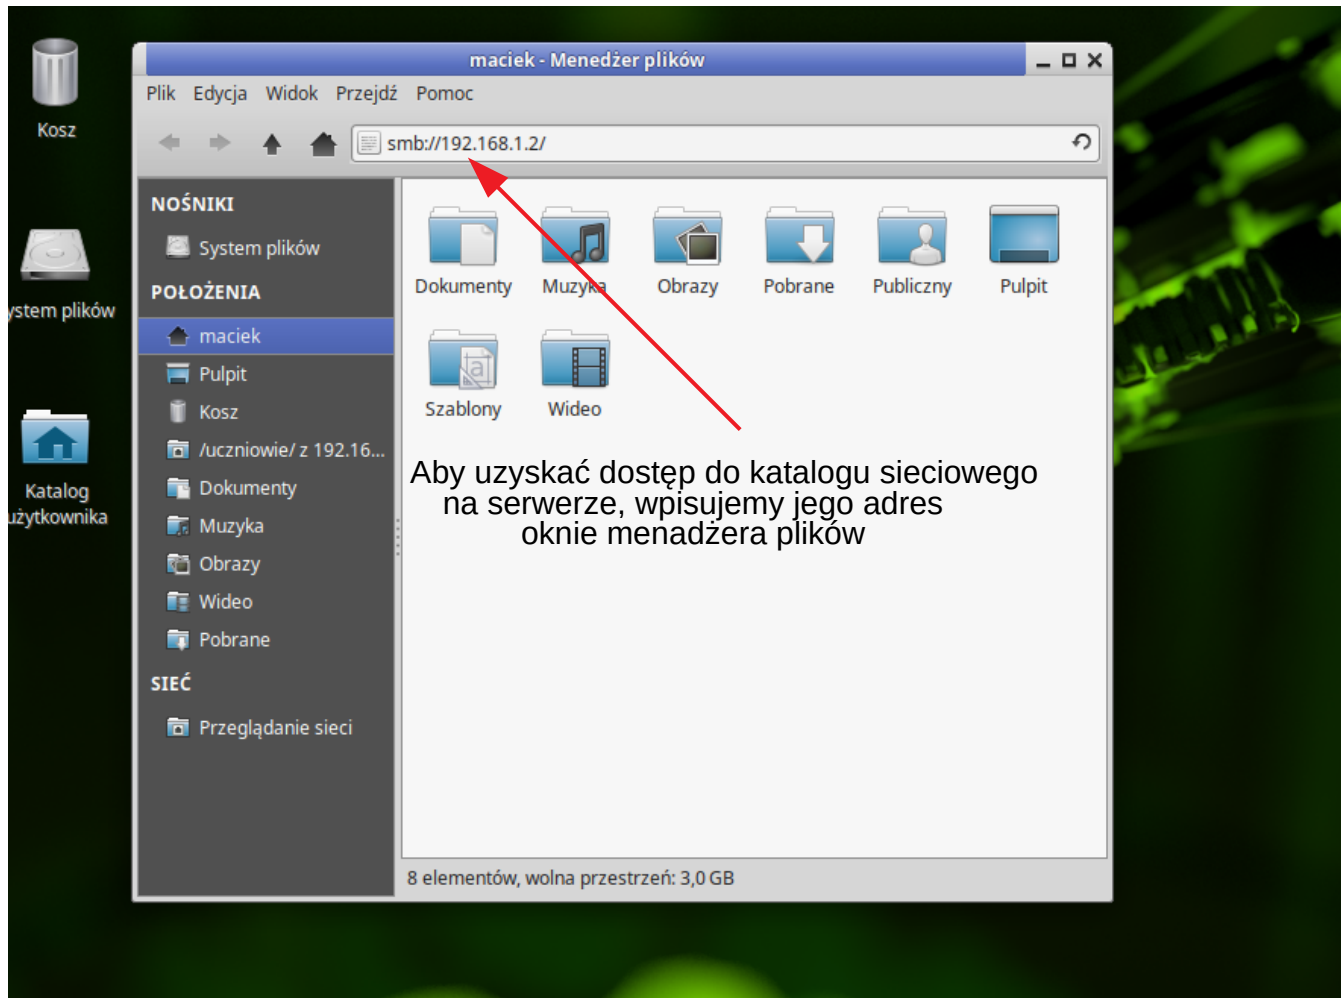 Kosz
ystem plików
Katalog
użytkownika
maciek - Menedżer plików
Plik Edycja Widok Przejdź Pomoc
smb://192.168.1.2/
NOŚNIKI
System plików
POŁOŻENIA
maciek
Pulpit
Kosz
/uczniowie/ z 192.16...
Dokumenty
Muzyka
Obrazy
Wideo
Pobrane
SIEĆ
Przeglądanie sieci
Dokumenty Muzyka Obrazy Pobrane Publiczny Pulpit
Szablony Wideo
Aby uzyskać dostęp do katalogu sieciowego
na serwerze, wpisujemy jego adres
oknie menadżera plików
8 elementów, wolna przestrzeń: 3,0 GB